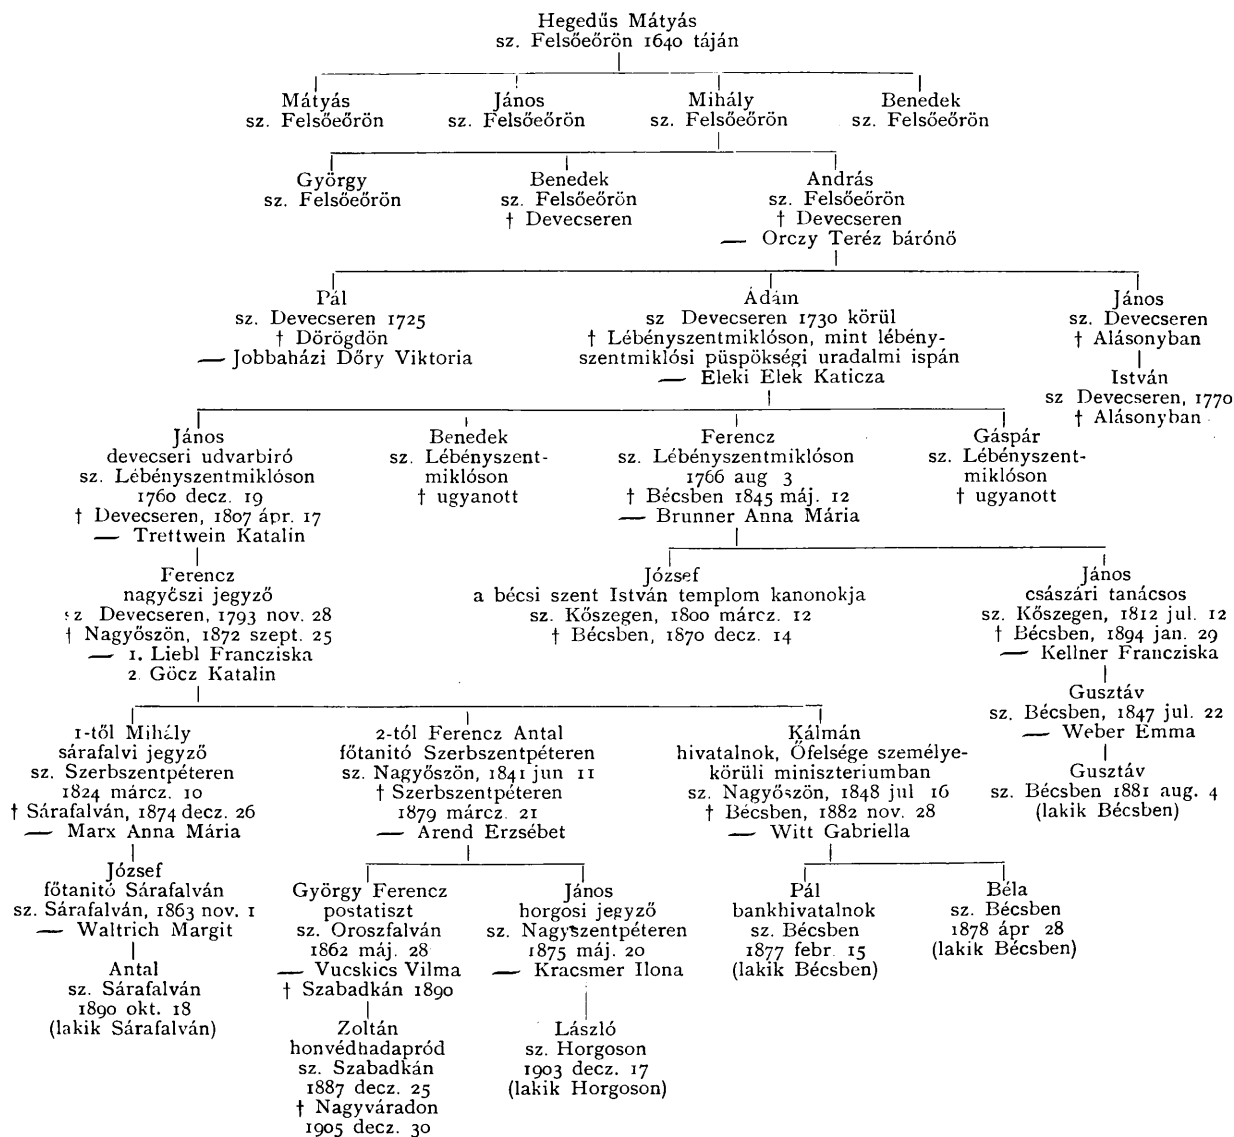 Hegedűs Mátyás
sz. Felsőeőrön 1640 táján
Mátyás
sz. Felsőeőrön
János
sz. Felsőeőrön
Mihály
sz. Felsőeőrön
Benedek
sz. Felsőeőrön
György
sz. Felsőeőrön
Benedek
sz. Felsőeőrön
† Devecseren
András
sz. Felsőeőrön
† Devecseren
— Orczy Teréz bárónő
Pál
sz. Devecseren 1725
† Dörögdön
— Jobbaházi Dőry Viktoria
Ádám
sz Devecseren 1730 körül
† Lébényszentmiklóson, mint lébény-
szentmiklósi püspökségi uradalmi ispán
— Eleki Elek Katicza
János
sz. Devecseren
† Alásonyban
István
sz Devecseren, 1770
† Alásonyban
János
devecseri udvarbiró
sz. Lébényszentmiklóson
1760 decz. 19
† Devecseren, 1807 ápr. 17
— Trettwein Katalin
Benedek
sz. Lébényszent-
miklóson
† ugyanott
Ferencz
sz. Lébényszentmiklóson
1766 aug 3
† Bécsben 1845 máj. 12
— Brunner Anna Mária
Gáspár
sz. Lébényszent-
miklóson
† ugyanott
Ferencz
nagyőszi jegyző
sz Devecseren, 1793 nov. 28
† Nagyőszön, 1872 szept. 25
— 1. Liebl Francziska
2 Göcz Katalin
József
a bécsi szent István templom kanonokja
sz. Kőszegen, 1800 márcz. 12
† Bécsben, 1870 decz. 14
János
császári tanácsos
sz. Kőszegen, 1812 jul. 12
† Bécsben, 1894 jan. 29
— Kellner Francziska
Gusztáv
sz. Bécsben, 1847 jul. 22
— Weber Emma
Gusztáv
sz. Bécsben 1881 aug. 4
(lakik Bécsben)
1-től Mihály
sárafalvi jegyző
sz. Szerbszentpéteren
1824 márcz. 10
† Sárafalván, 1874 decz. 26
— Marx Anna Mária
2-tól Ferencz Antal
főtanitó Szerbszentpéteren
sz. Nagyőszön, 1841 jun 11
† Szerbszentpéteren
1879 márcz. 21
— Arend Erzsébet
Kálmán
hivatalnok, Őfelsége személye-
körüli miniszteriumban
sz. Nagyőszön, 1848 jul 16
† Bécsben, 1882 nov. 28
— Witt Gabriella
József
főtanitó Sárafalván
sz. Sárafalván, 1863 nov. 1
— Waltrich Margit
Antal
sz. Sárafalván
1890 okt. 18
(lakik Sárafalván)
György Ferencz
postatiszt
sz. Oroszfalván
1862 máj. 28
— Vucskics Vilma
† Szabadkán 1890
Zoltán
honvédhadapród
sz. Szabadkán
1887 decz. 25
† Nagyváradon
1905 decz. 30
János
horgosi jegyző
sz. Nagyszentpéteren
1875 máj. 20
— Kracsmer Ilona
László
sz. Horgoson
1903 decz. 17
(lakik Horgoson)
Pál
bankhivatalnok
sz. Bécsben
1877 febr. 15
(lakik Bécsben)
Béla
sz. Bécsben
1878 ápr 28
(lakik Bécsben)